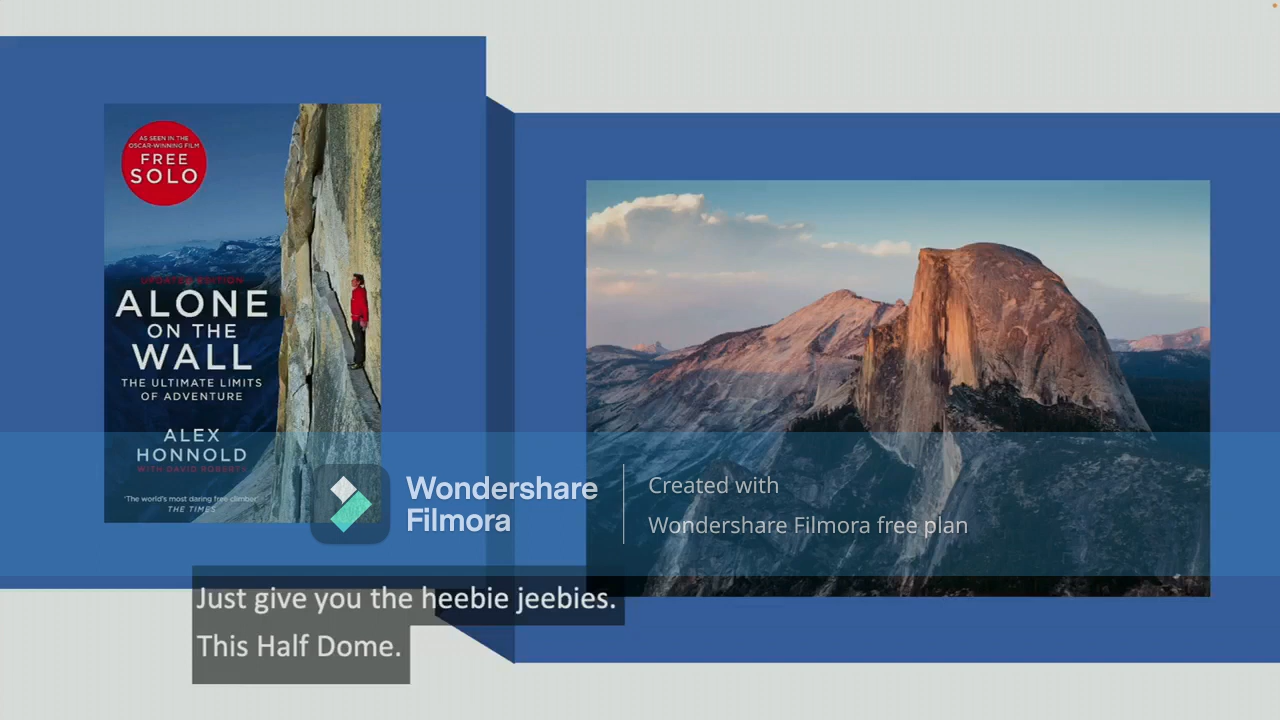 AS SEEN IN THE
OSCAR-WINNING FILM
FREE
SOLO
UPDATED EDITION
ALONE
ON THE
WALL
THE ULTIMATE LIMITS
OF ADVENTURE
ALEX
HONNOLD
WITH DAVID ROBERTS
'The world's most daring free climber.'
THE TIMES
Wondershare
Filmora
Created with
Wondershare Filmora free plan
Just give you the heebie jeebies.
This Half Dome.